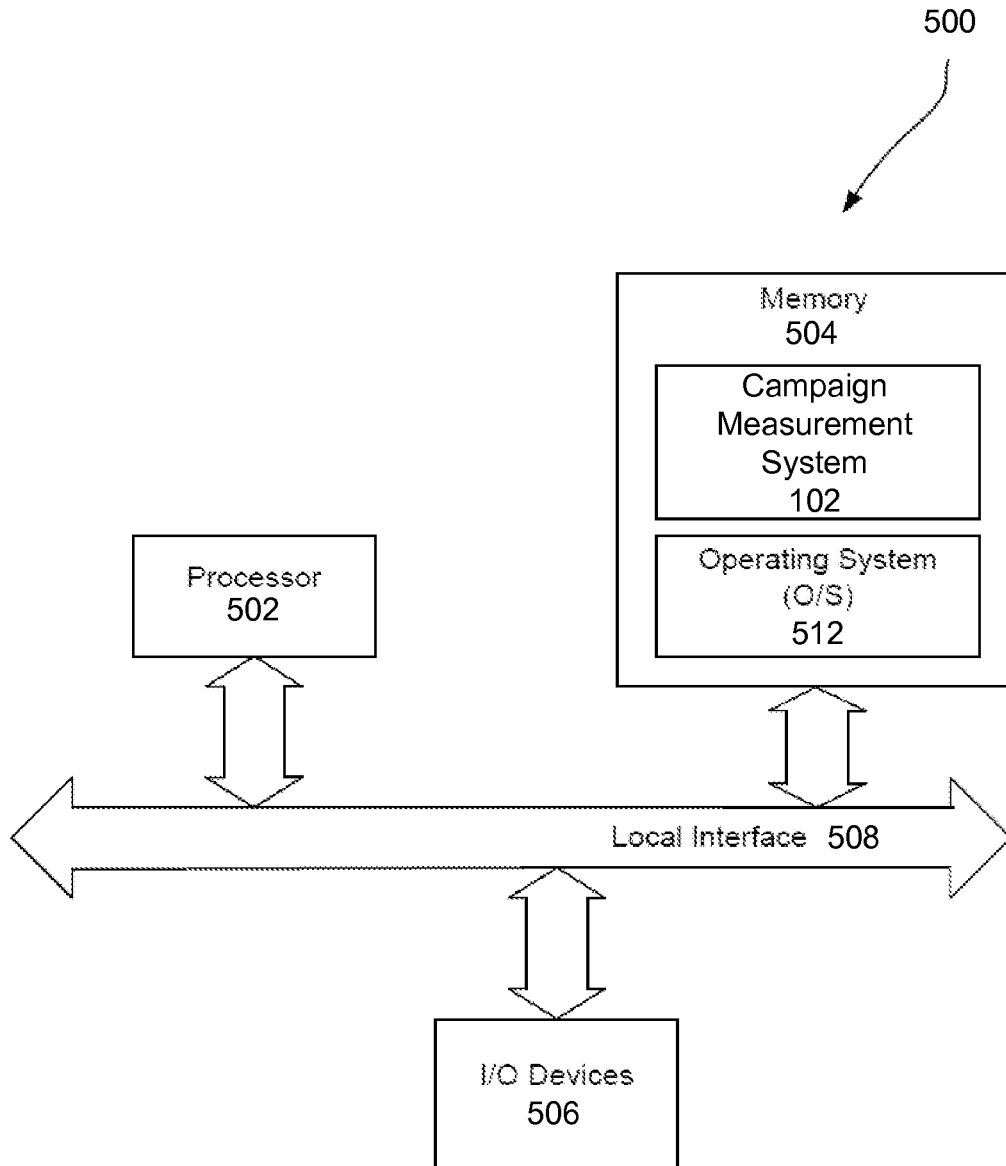 500
Memory
504
Campaign
Measurement
System
102
Operating System
(O/S)
512
Processor
502
Local Interface 508
I/O Devices
506